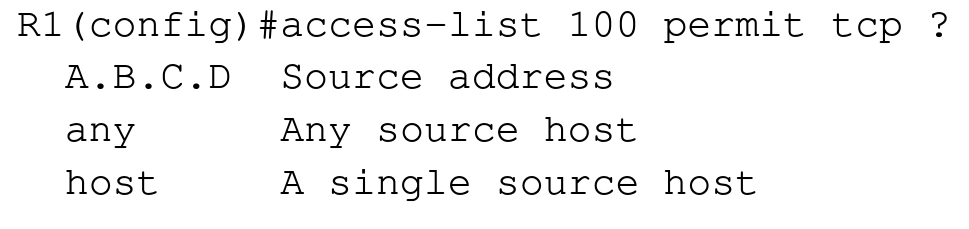 R1(config)#access-list 100 permit tcp ?
A.B.C.D Source address
any Any source host
host A single source host